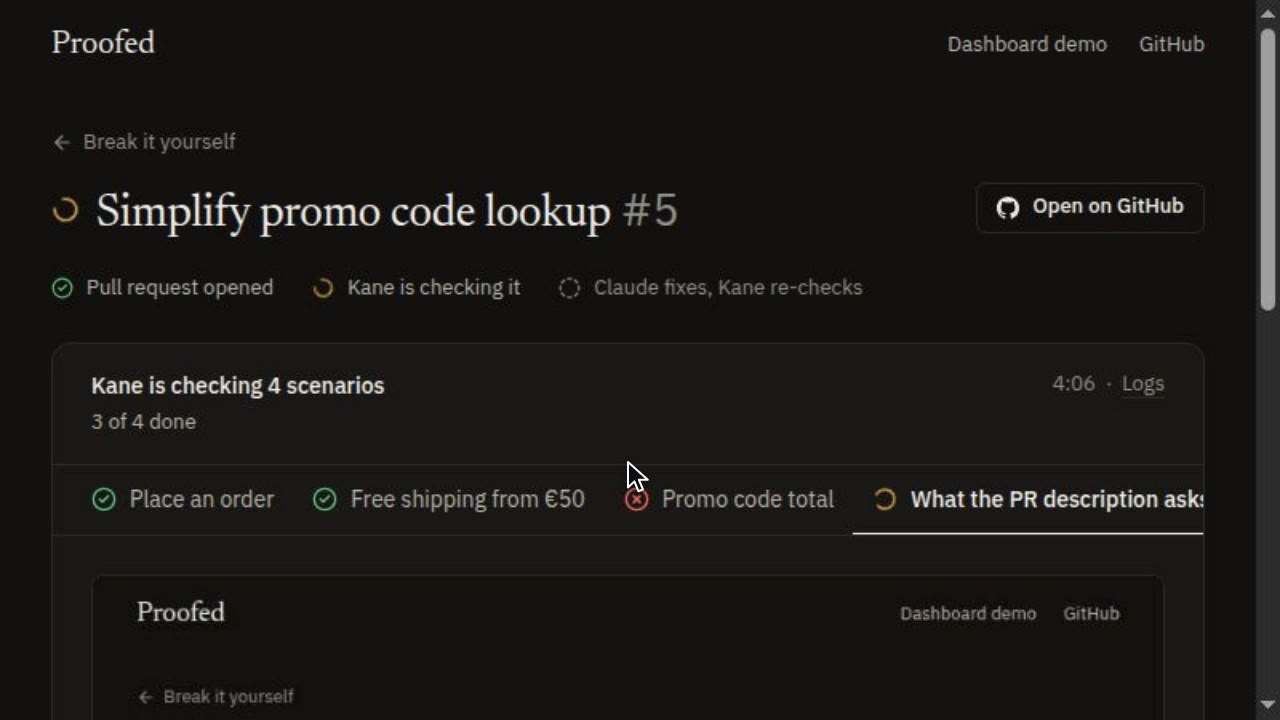 Proofed
Dashboard demo
GitHub
Break it yourself
Simplify promo code lookup #5
Open on GitHub
Pull request opened
Kane is checking it
Claude fixes, Kane re-checks
Kane is checking 4 scenarios
4:06 · Logs
3 of 4 done
Place an order
Free shipping from €50
Promo code total
What the PR description asks
Proofed
Dashboard demo
GitHub
Break it yourself